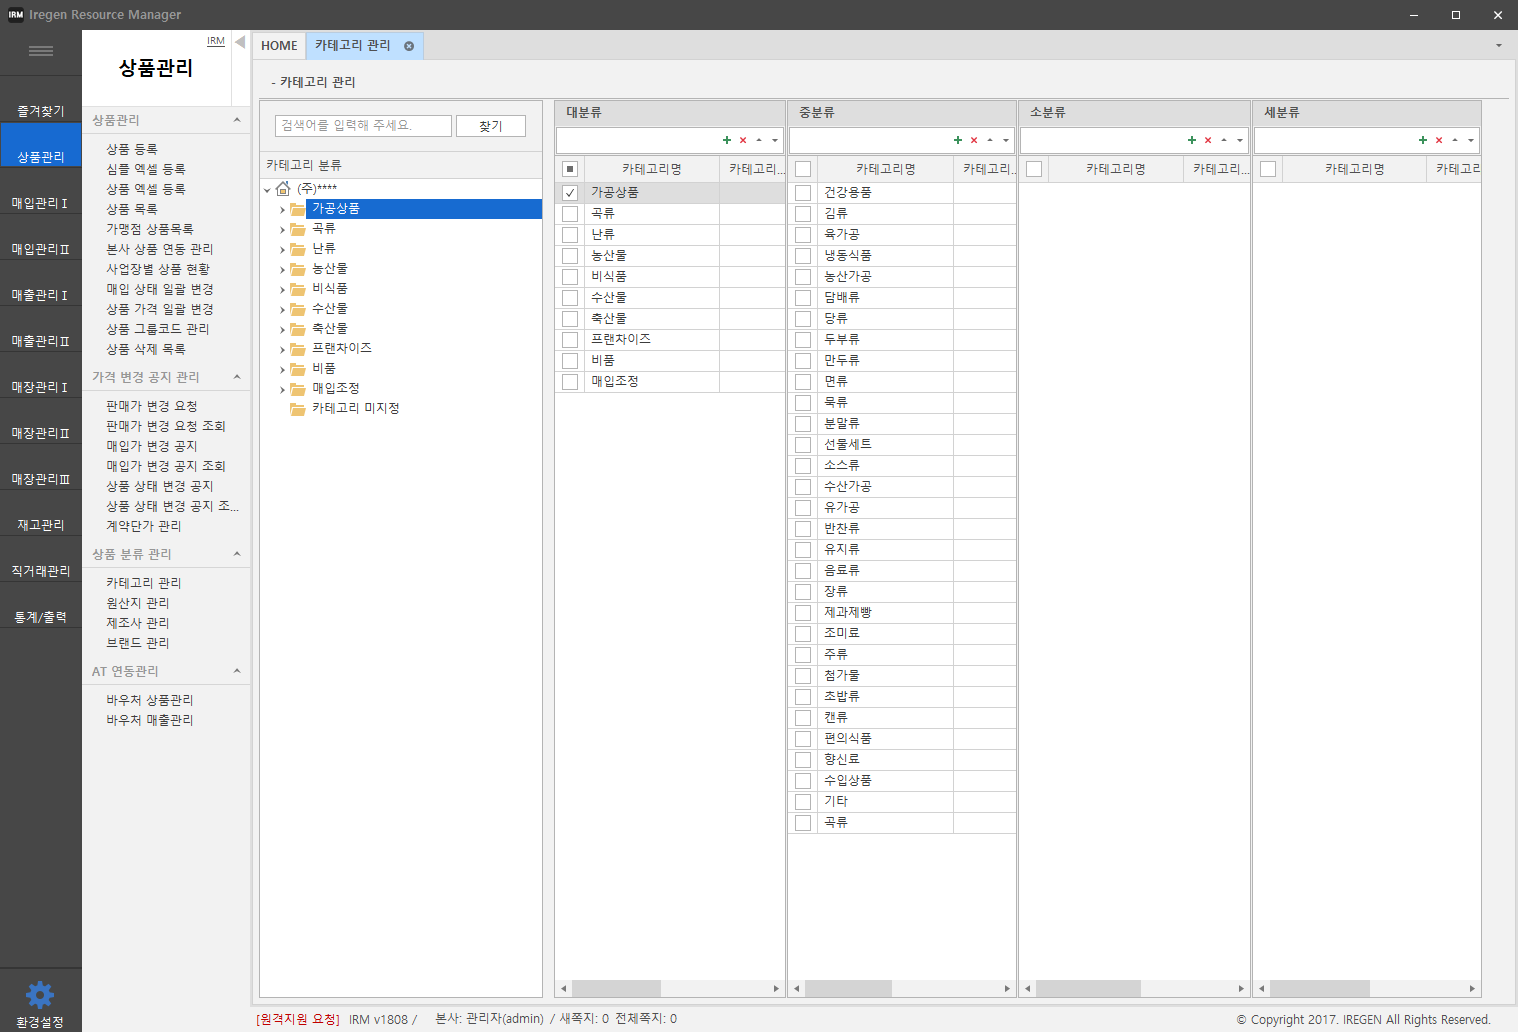 IRM Iregen Resource Manager
즐겨찾기
상품관리
매입관리Ⅰ
매입관리Ⅱ
매출관리Ⅰ
매출관리Ⅱ
매장관리Ⅰ
매장관리Ⅱ
매장관리Ⅲ
재고관리
직거래관리
통계/출력
환경설정
IRM
상품관리
상품관리
상품 등록
심플 엑셀 등록
상품 엑셀 등록
상품 목록
가맹점 상품목록
본사 상품 연동 관리
사업장별 상품 현황
매입 상태 일괄 변경
상품 가격 일괄 변경
상품 그룹코드 관리
상품 삭제 목록
가격 변경 공지 관리
판매가 변경 요청
판매가 변경 요청 조회
매입가 변경 공지
매입가 변경 공지 조회
상품 상태 변경 공지
상품 상태 변경 공지 조...
계약단가 관리
상품 분류 관리
카테고리 관리
원산지 관리
제조사 관리
브랜드 관리
AT 연동관리
바우처 상품관리
바우처 매출관리
HOME 카테고리 관리
- 카테고리 관리
검색어를 입력해 주세요. 찾기
카테고리 분류
(주)****
가공상품
곡류
난류
농산물
비식품
수산물
축산물
프랜차이즈
비품
매입조정
카테고리 미지정
대분류
카테고리명 카테고리...
가공상품
곡류
난류
농산물
비식품
수산물
축산물
프랜차이즈
비품
매입조정
중분류
카테고리명 카테고리...
건강용품
김류
육가공
냉동식품
농산가공
담배류
당류
두부류
만두류
면류
묵류
분말류
선물세트
소스류
수산가공
유가공
반찬류
유지류
음료류
장류
제과제빵
조미료
주류
첨가물
초밥류
캔류
편의식품
향신료
수입상품
기타
곡류
소분류
카테고리명 카테고리...
세분류
카테고리명 카테고리
[원격지원 요청] IRM v1808 / 본사: 관리자(admin) / 새쪽지: 0 전체쪽지: 0
© Copyright 2017. IREGEN All Rights Reserved.